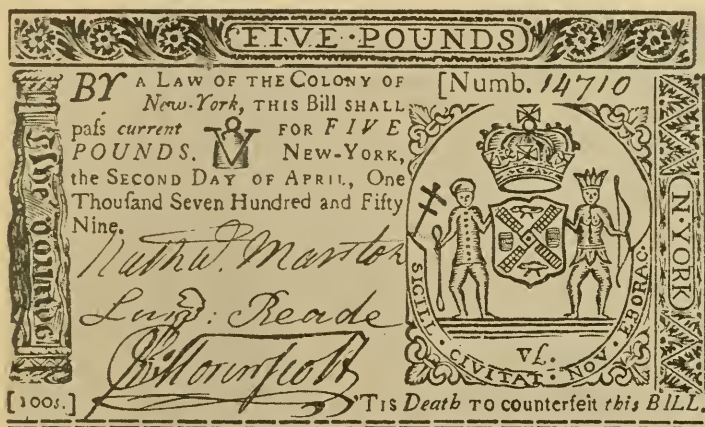 FIVE·POUNDS
BY A LAW OF THE COLONY OF
New-York, THIS Bill SHALL
paſs current FOR FIVE
POUNDS. NEW-YORK,
the SECOND DAY OF APRIL, One
Thouſand Seven Hundred and Fifty
Nine.
[Numb. 14710
Nathal. Marston
Reade
SIGILL. CIVITAT. NOV. EBORAC.
V£.
N·YORK
[100s.]
'TIS Death TO counterfeit this BILL.